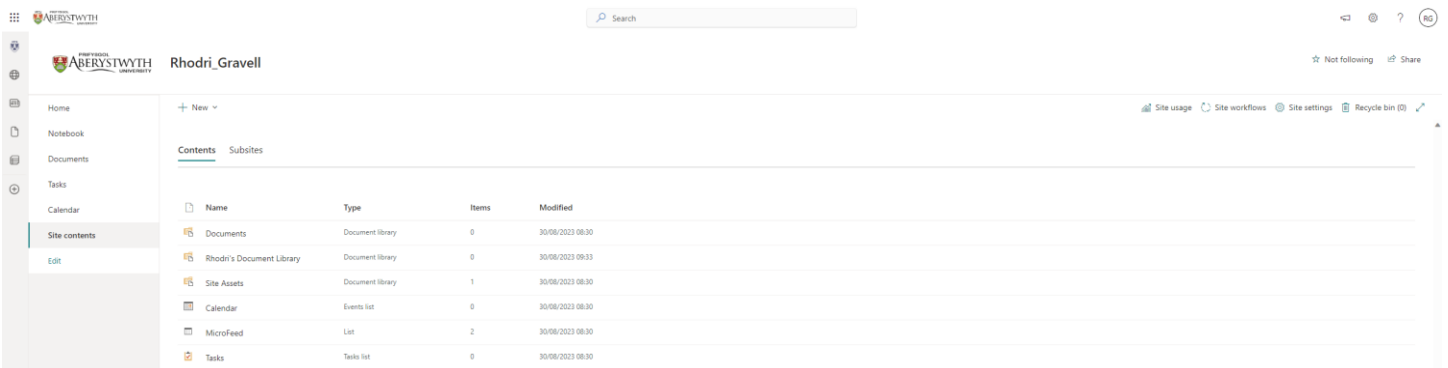 PRIFYSGOL
ABERYSTWYTH
UNIVERSITY
Search
RG
PRIFYSGOL
ABERYSTWYTH
UNIVERSITY
Rhodri_Gravell
Not following
Share
Home
Notebook
Documents
Tasks
Calendar
Site contents
Edit
New
Site usage Site workflows Site settings Recycle bin (0)
Contents Subsites
Name Type Items Modified
Documents Document library 0 30/08/2023 08:30
Rhodri's Document Library Document library 0 30/08/2023 09:33
Site Assets Document library 1 30/08/2023 08:30
Calendar Events list 0 30/08/2023 08:30
MicroFeed List 2 30/08/2023 08:30
Tasks Tasks list 0 30/08/2023 08:30